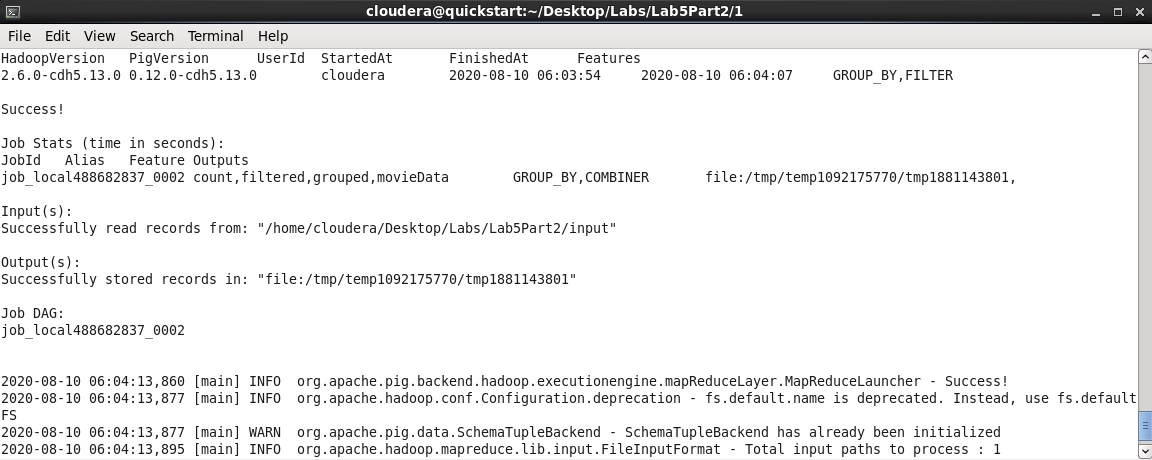 cloudera@quickstart:~/Desktop/Labs/Lab5Part2/1
File Edit View Search Terminal Help
HadoopVersion PigVersion UserId StartedAt FinishedAt Features
2.6.0-cdh5.13.0 0.12.0-cdh5.13.0 cloudera 2020-08-10 06:03:54 2020-08-10 06:04:07 GROUP_BY,FILTER
Success!
Job Stats (time in seconds):
JobId Alias Feature Outputs
job_local488682837_0002 count,filtered,grouped,movieData GROUP_BY,COMBINER file:/tmp/temp1092175770/tmp1881143801,
Input(s):
Successfully read records from: "/home/cloudera/Desktop/Labs/Lab5Part2/input"
Output(s):
Successfully stored records in: "file:/tmp/temp1092175770/tmp1881143801"
Job DAG:
job_local488682837_0002
2020-08-10 06:04:13,860 [main] INFO org.apache.pig.backend.hadoop.executionengine.mapReduceLayer.MapReduceLauncher - Success!
2020-08-10 06:04:13,877 [main] INFO org.apache.hadoop.conf.Configuration.deprecation - fs.default.name is deprecated. Instead, use fs.default
FS
2020-08-10 06:04:13,877 [main] WARN org.apache.pig.data.SchemaTupleBackend - SchemaTupleBackend has already been initialized
2020-08-10 06:04:13,895 [main] INFO org.apache.hadoop.mapreduce.lib.input.FileInputFormat - Total input paths to process : 1